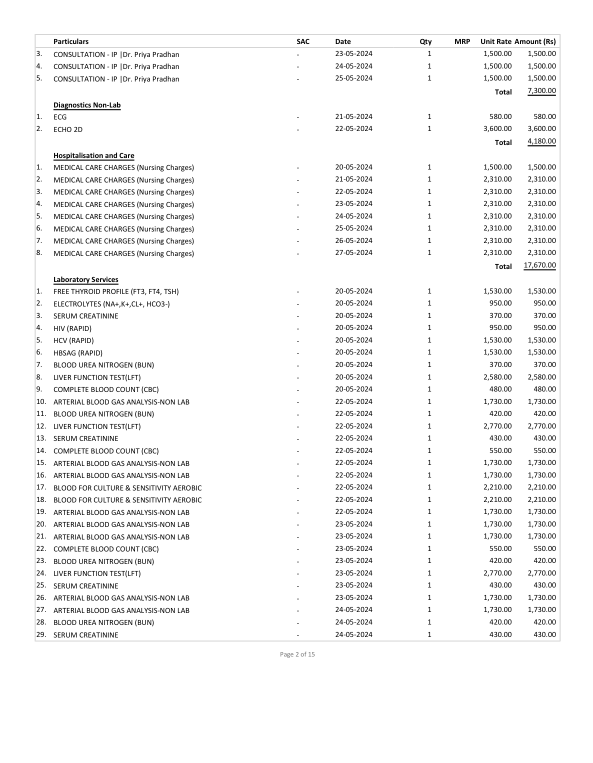 Particulars SAC Date Qty MRP Unit Rate Amount (Rs)
3. CONSULTATION - IP |Dr. Priya Pradhan - 23-05-2024 1 1,500.00 1,500.00
4. CONSULTATION - IP |Dr. Priya Pradhan - 24-05-2024 1 1,500.00 1,500.00
5. CONSULTATION - IP |Dr. Priya Pradhan - 25-05-2024 1 1,500.00 1,500.00
Total 7,300.00
Diagnostics Non-Lab
1. ECG - 21-05-2024 1 580.00 580.00
2. ECHO 2D - 22-05-2024 1 3,600.00 3,600.00
Total 4,180.00
Hospitalisation and Care
1. MEDICAL CARE CHARGES (Nursing Charges) - 20-05-2024 1 1,500.00 1,500.00
2. MEDICAL CARE CHARGES (Nursing Charges) - 21-05-2024 1 2,310.00 2,310.00
3. MEDICAL CARE CHARGES (Nursing Charges) - 22-05-2024 1 2,310.00 2,310.00
4. MEDICAL CARE CHARGES (Nursing Charges) - 23-05-2024 1 2,310.00 2,310.00
5. MEDICAL CARE CHARGES (Nursing Charges) - 24-05-2024 1 2,310.00 2,310.00
6. MEDICAL CARE CHARGES (Nursing Charges) - 25-05-2024 1 2,310.00 2,310.00
7. MEDICAL CARE CHARGES (Nursing Charges) - 26-05-2024 1 2,310.00 2,310.00
8. MEDICAL CARE CHARGES (Nursing Charges) - 27-05-2024 1 2,310.00 2,310.00
Total 17,670.00
Laboratory Services
1. FREE THYROID PROFILE (FT3, FT4, TSH) - 20-05-2024 1 1,530.00 1,530.00
2. ELECTROLYTES (NA+,K+,CL+, HCO3-) - 20-05-2024 1 950.00 950.00
3. SERUM CREATININE - 20-05-2024 1 370.00 370.00
4. HIV (RAPID) - 20-05-2024 1 950.00 950.00
5. HCV (RAPID) - 20-05-2024 1 1,530.00 1,530.00
6. HBSAG (RAPID) - 20-05-2024 1 1,530.00 1,530.00
7. BLOOD UREA NITROGEN (BUN) - 20-05-2024 1 370.00 370.00
8. LIVER FUNCTION TEST(LFT) - 20-05-2024 1 2,580.00 2,580.00
9. COMPLETE BLOOD COUNT (CBC) - 20-05-2024 1 480.00 480.00
10. ARTERIAL BLOOD GAS ANALYSIS-NON LAB - 22-05-2024 1 1,730.00 1,730.00
11. BLOOD UREA NITROGEN (BUN) - 22-05-2024 1 420.00 420.00
12. LIVER FUNCTION TEST(LFT) - 22-05-2024 1 2,770.00 2,770.00
13. SERUM CREATININE - 22-05-2024 1 430.00 430.00
14. COMPLETE BLOOD COUNT (CBC) - 22-05-2024 1 550.00 550.00
15. ARTERIAL BLOOD GAS ANALYSIS-NON LAB - 22-05-2024 1 1,730.00 1,730.00
16. ARTERIAL BLOOD GAS ANALYSIS-NON LAB - 22-05-2024 1 1,730.00 1,730.00
17. BLOOD FOR CULTURE & SENSITIVITY AEROBIC - 22-05-2024 1 2,210.00 2,210.00
18. BLOOD FOR CULTURE & SENSITIVITY AEROBIC - 22-05-2024 1 2,210.00 2,210.00
19. ARTERIAL BLOOD GAS ANALYSIS-NON LAB - 22-05-2024 1 1,730.00 1,730.00
20. ARTERIAL BLOOD GAS ANALYSIS-NON LAB - 23-05-2024 1 1,730.00 1,730.00
21. ARTERIAL BLOOD GAS ANALYSIS-NON LAB - 23-05-2024 1 1,730.00 1,730.00
22. COMPLETE BLOOD COUNT (CBC) - 23-05-2024 1 550.00 550.00
23. BLOOD UREA NITROGEN (BUN) - 23-05-2024 1 420.00 420.00
24. LIVER FUNCTION TEST(LFT) - 23-05-2024 1 2,770.00 2,770.00
25. SERUM CREATININE - 23-05-2024 1 430.00 430.00
26. ARTERIAL BLOOD GAS ANALYSIS-NON LAB - 23-05-2024 1 1,730.00 1,730.00
27. ARTERIAL BLOOD GAS ANALYSIS-NON LAB - 24-05-2024 1 1,730.00 1,730.00
28. BLOOD UREA NITROGEN (BUN) - 24-05-2024 1 420.00 420.00
29. SERUM CREATININE - 24-05-2024 1 430.00 430.00
Page 2 of 15